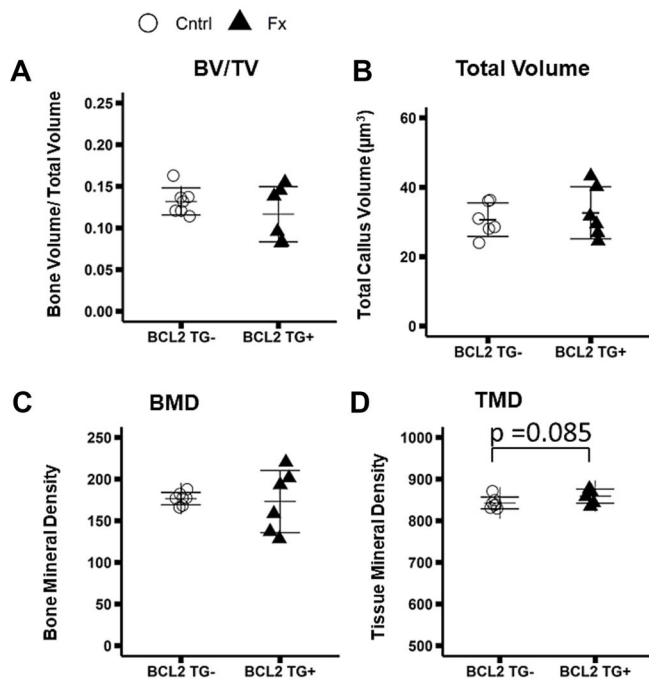 Cntrl Fx
A BV/TV
Bone Volume/ Total Volume
0.25
0.20
0.15
0.10
0.05
0.00
BCL2 TG- BCL2 TG+
B Total Volume
Total Callus Volume (µm³)
60
40
20
0
BCL2 TG- BCL2 TG+
C BMD
Bone Mineral Density
250
200
150
100
50
0
BCL2 TG- BCL2 TG+
D TMD
Tissue Mineral Density
1000
900
800
700
600
500
p =0.085
BCL2 TG- BCL2 TG+